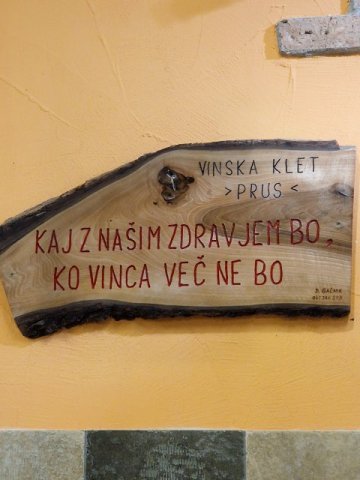 VINSKA KLET
>PRUS<
KAJ Z NAŠIM ZDRAVJEM BO,
KO VINCA VEČ NE BO